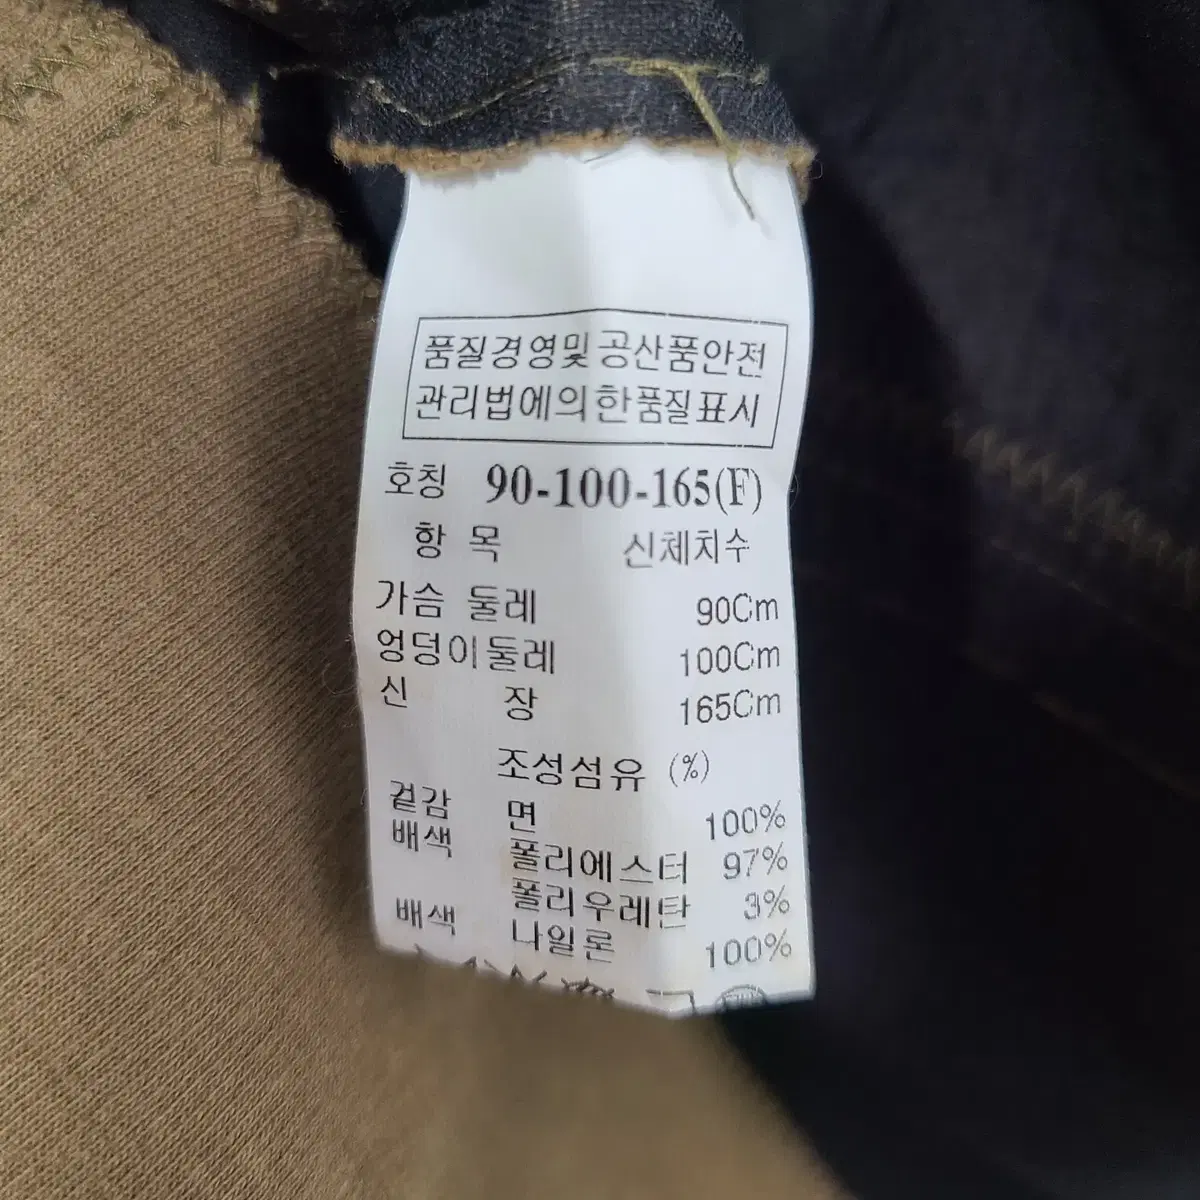 품질경영및 공산품안전
관리법에의한품질표시
호칭 90-100-165(F)
항 목 신체치수
가슴 둘레 90Cm
엉덩이둘레 100Cm
신 장 165Cm
조성섬유 (%)
겉감 면 100%
배색 폴리에스터 97%
폴리우레탄 3%
배색 나일론 100%